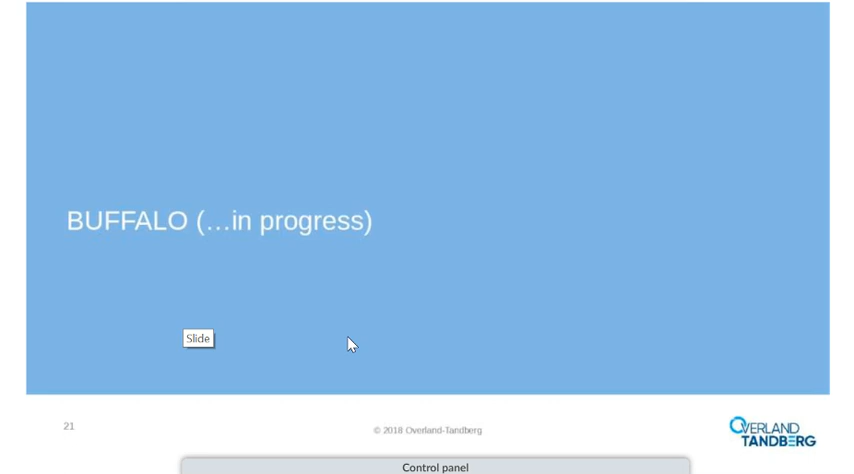 BUFFALO (…in progress)
Slide
21
© 2018 Overland-Tandberg
OVERLAND
TANDBERG
Control panel